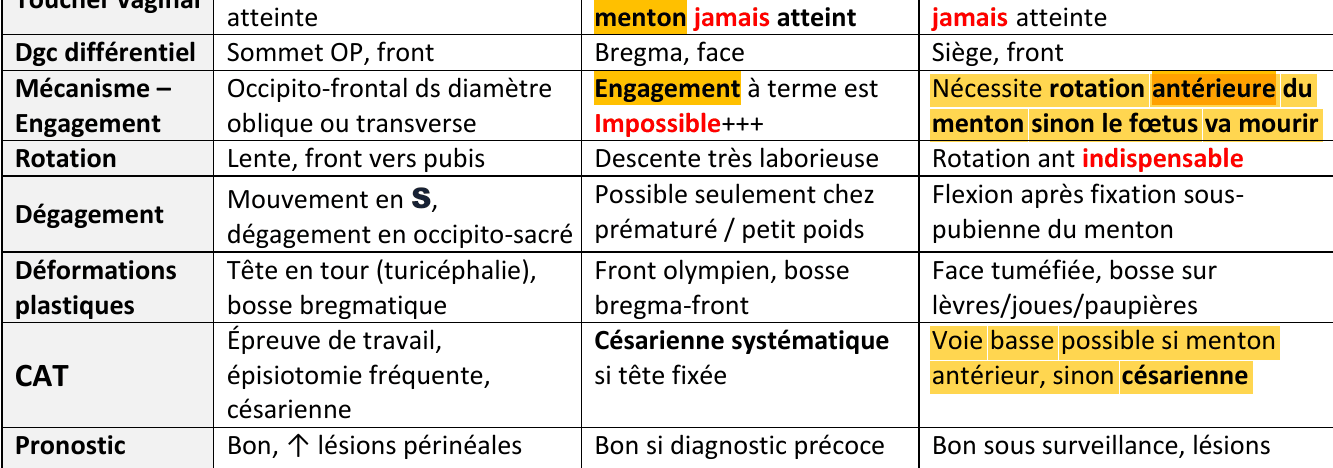 Toucher vaginal
atteinte
menton jamais atteint
jamais atteinte
Dgc différentiel
Sommet OP, front
Bregma, face
Siège, front
Mécanisme –
Engagement
Occipito-frontal ds diamètre
oblique ou transverse
Engagement à terme est
Impossible+++
Nécessite rotation antérieure du
menton sinon le fœtus va mourir
Rotation
Lente, front vers pubis
Descente très laborieuse
Rotation ant indispensable
Dégagement
Mouvement en S,
dégagement en occipito-sacré
Possible seulement chez
prématuré / petit poids
Flexion après fixation sous-
pubienne du menton
Déformations
plastiques
Tête en tour (turicéphalie),
bosse bregmatique
Front olympien, bosse
bregma-front
Face tuméfiée, bosse sur
lèvres/joues/paupières
CAT
Épreuve de travail,
épisiotomie fréquente,
césarienne
Césarienne systématique
si tête fixée
Voie basse possible si menton
antérieur, sinon césarienne
Pronostic
Bon, ↑ lésions périnéales
Bon si diagnostic précoce
Bon sous surveillance, lésions